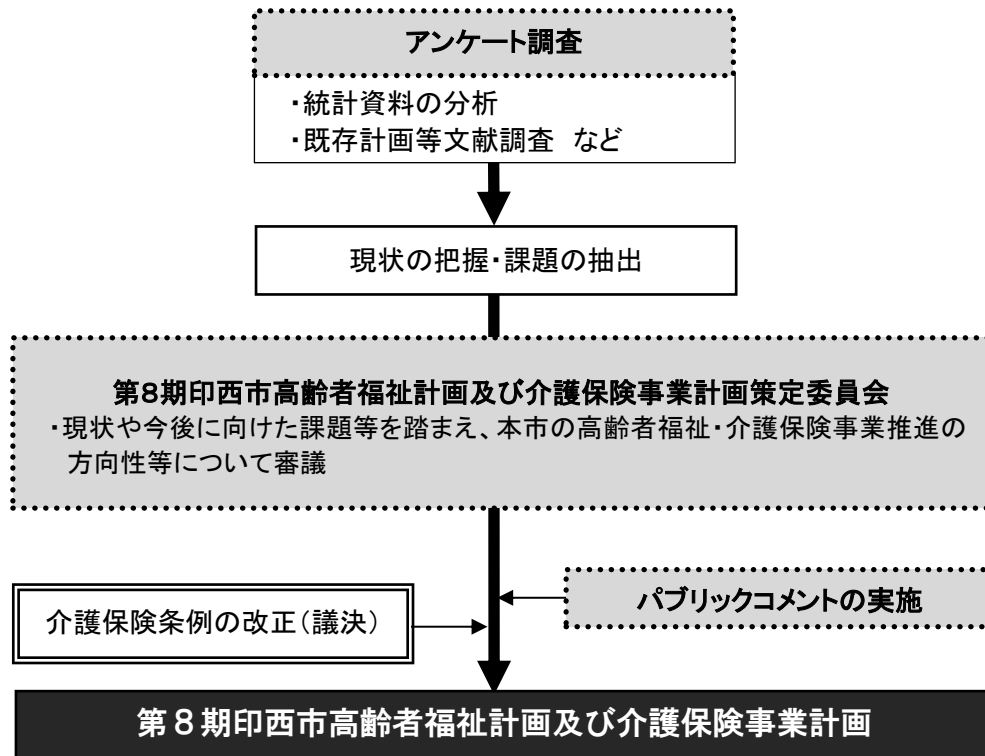 アンケート調査
・統計資料の分析
・既存計画等文献調査　など
現状の把握・課題の抽出
第8期印西市高齢者福祉計画及び介護保険事業計画策定委員会
・現状や今後に向けた課題等を踏まえ、本市の高齢者福祉・介護保険事業推進の
方向性等について審議
パブリックコメントの実施
介護保険条例の改正（議決）
第８期印西市高齢者福祉計画及び介護保険事業計画